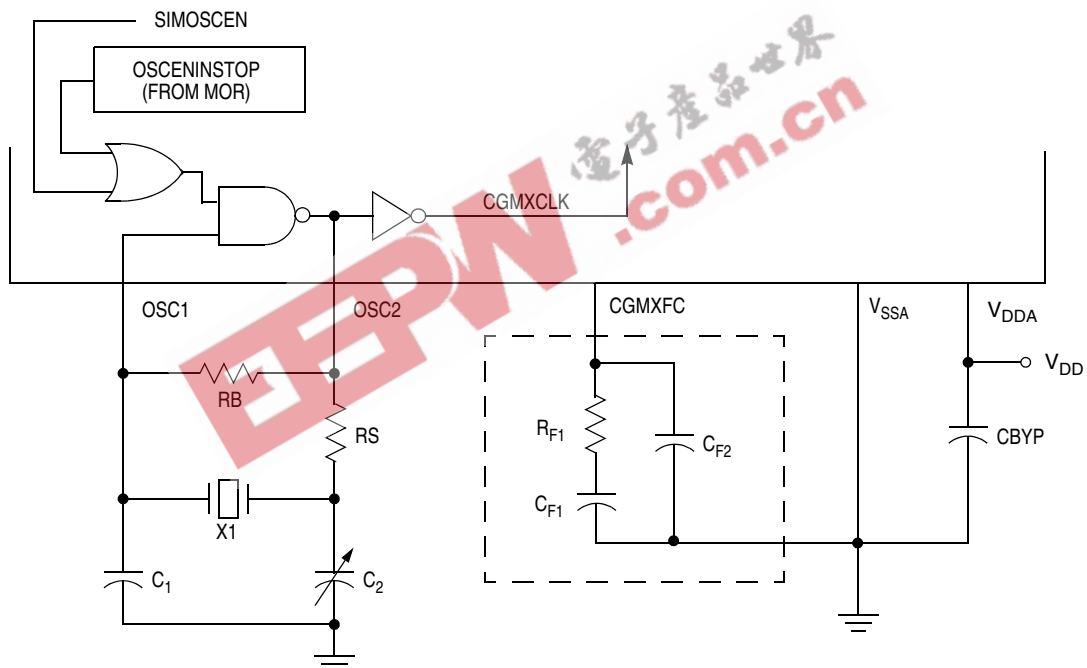 SIMOSCEN
OSCENINSTOP
(FROM MOR)
電子產品世界
.com.cn
EEPW
CGMXCLK
OSC1
OSC2
CGMXFC
VSSA
VDDA
VDD
RB
RS
RF1
CF2
CBYP
CF1
X1
C1
C2